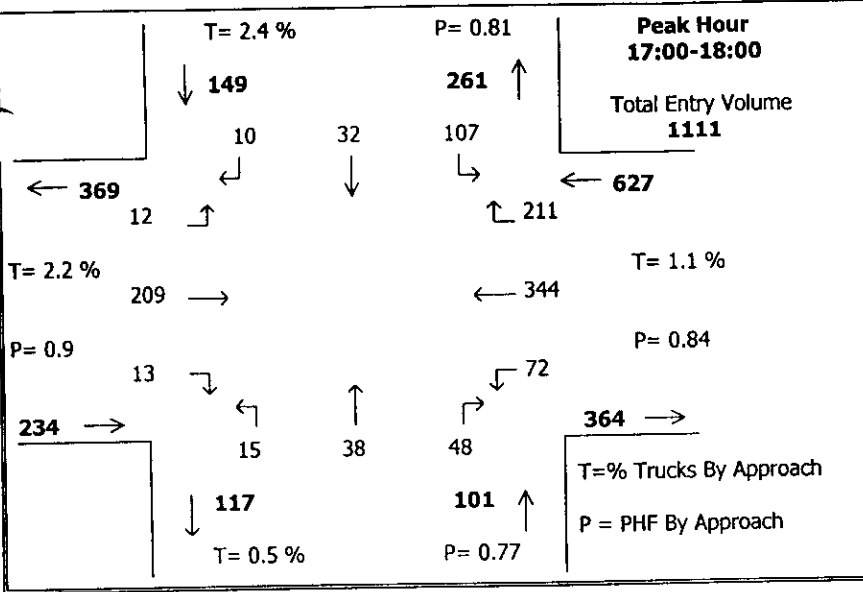 T= 2.4 %
P= 0.81
Peak Hour
17:00-18:00
149
261
Total Entry Volume
1111
10
32
107
369
627
12
211
T= 2.2 %
T= 1.1 %
209
344
P= 0.9
P= 0.84
13
72
234
364
15
38
48
T=% Trucks By Approach
117
101
P = PHF By Approach
T= 0.5 %
P= 0.77